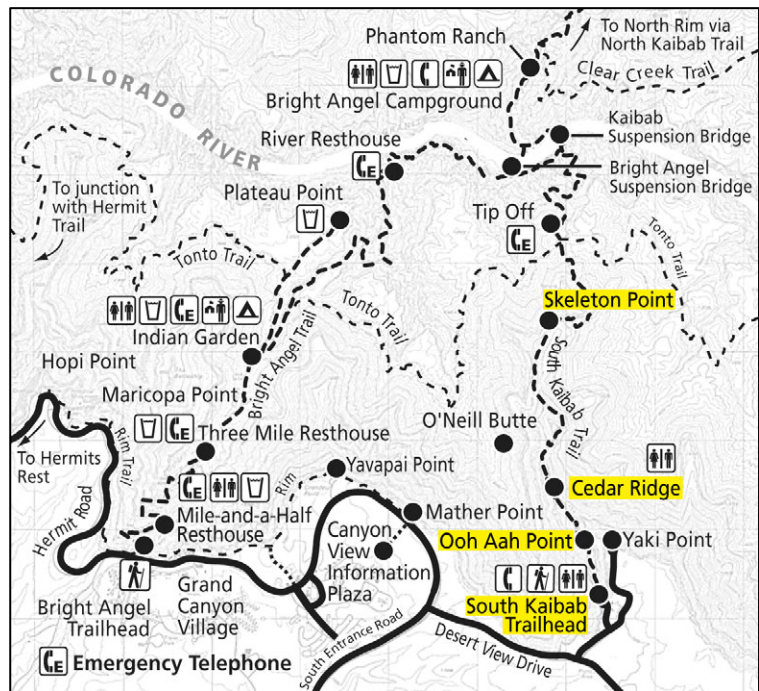 Phantom Ranch
To North Rim via
North Kaibab Trail
Clear Creek Trail
COLORADO RIVER
Bright Angel Campground
Kaibab
Suspension Bridge
River Resthouse
E
Bright Angel
Suspension Bridge
To junction
with Hermit
Trail
Plateau Point
Tip Off
E
Tonto Trail
Tonto Trail
Tonto Trail
Skeleton Point
E
Indian Garden
Bright Angel Trail
South Kaibab
Trail
Hopi Point
Maricopa Point
E
Three Mile Resthouse
O'Neill Butte
To Hermits
Rest
Rim Trail
Rim
Yavapai Point
E
Cedar Ridge
Mile-and-a-Half
Resthouse
Mather Point
Hermit Road
Canyon
View
Information
Plaza
Ooh Aah Point
Yaki Point
Bright Angel
Trailhead
Grand
Canyon
Village
South Kaibab
Trailhead
South Entrance Road
Desert View Drive
E Emergency Telephone